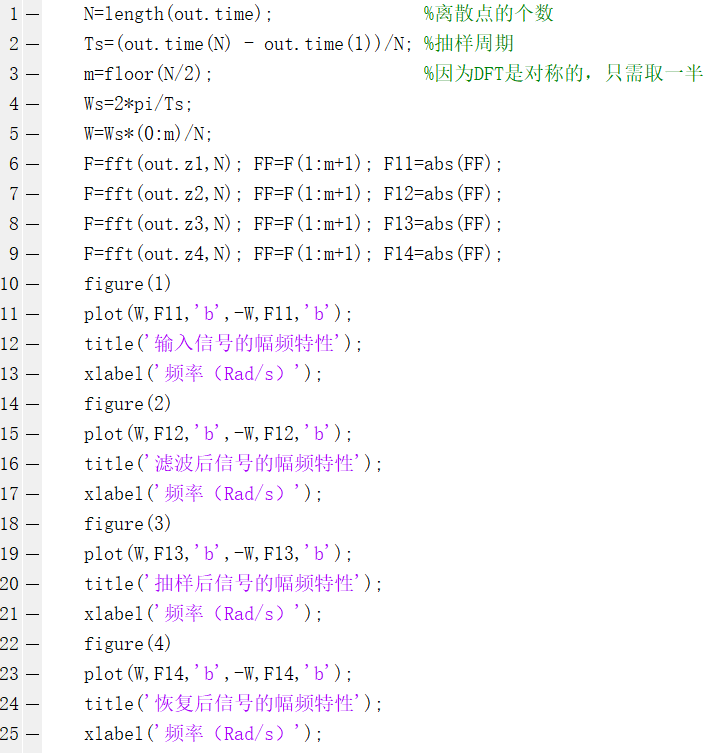 1 — N=length(out.time); %离散点的个数
2 — Ts=(out.time(N) - out.time(1))/N; %抽样周期
3 — m=floor(N/2); %因为DFT是对称的，只需取一半
4 — Ws=2*pi/Ts;
5 — W=Ws*(0:m)/N;
6 — F=fft(out.z1,N); FF=F(1:m+1); F11=abs(FF);
7 — F=fft(out.z2,N); FF=F(1:m+1); F12=abs(FF);
8 — F=fft(out.z3,N); FF=F(1:m+1); F13=abs(FF);
9 — F=fft(out.z4,N); FF=F(1:m+1); F14=abs(FF);
10 — figure(1)
11 — plot(W,F11,'b',-W,F11,'b');
12 — title('输入信号的幅频特性');
13 — xlabel('频率（Rad/s）');
14 — figure(2)
15 — plot(W,F12,'b',-W,F12,'b');
16 — title('滤波后信号的幅频特性');
17 — xlabel('频率（Rad/s）');
18 — figure(3)
19 — plot(W,F13,'b',-W,F13,'b');
20 — title('抽样后信号的幅频特性');
21 — xlabel('频率（Rad/s）');
22 — figure(4)
23 — plot(W,F14,'b',-W,F14,'b');
24 — title('恢复后信号的幅频特性');
25 — xlabel('频率（Rad/s）');